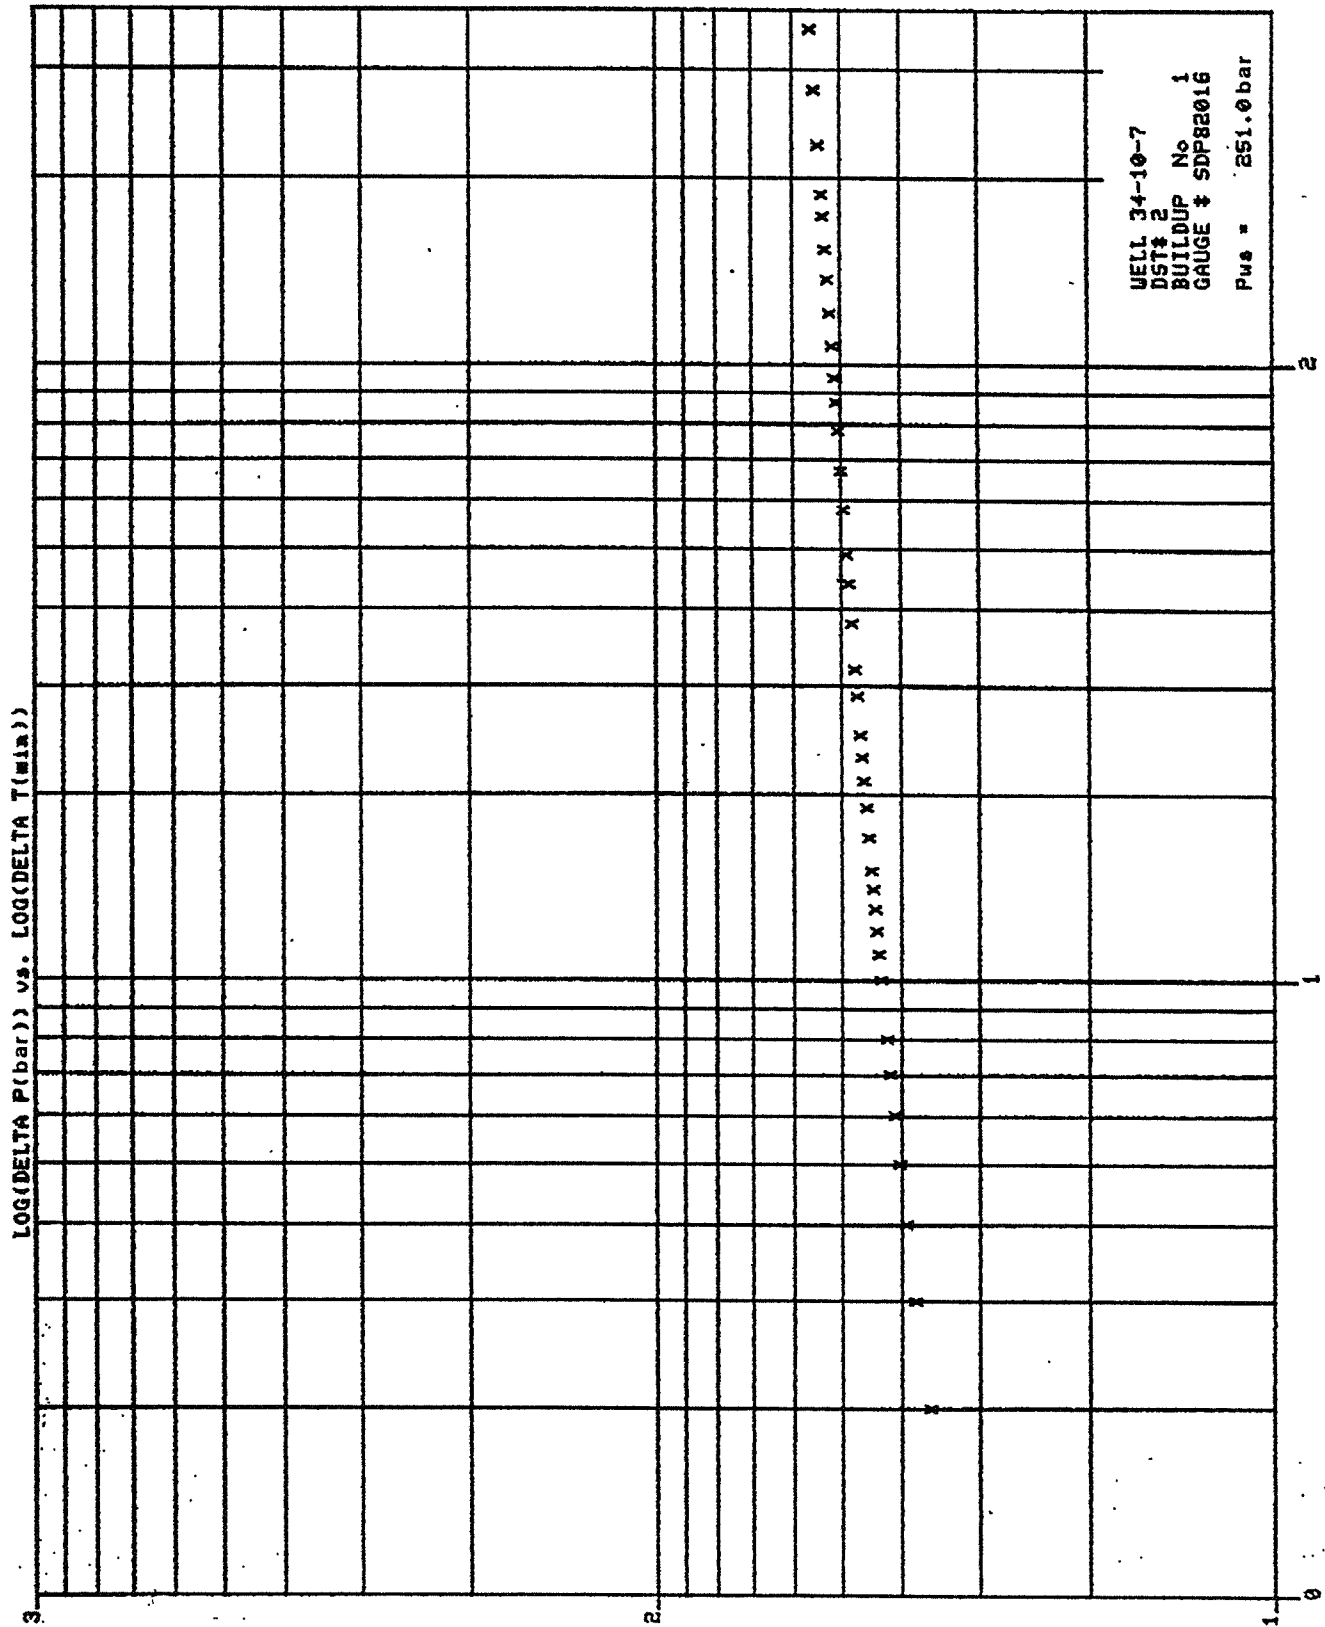 LOG(DELTA P(bar)) vs. LOG(DELTA T(min))
3
2
1
0
1
2
WELL 34-10-7
DST# 2
BUILDUP No 1
GAUGE # SDP82016
Pws = 251.0bar